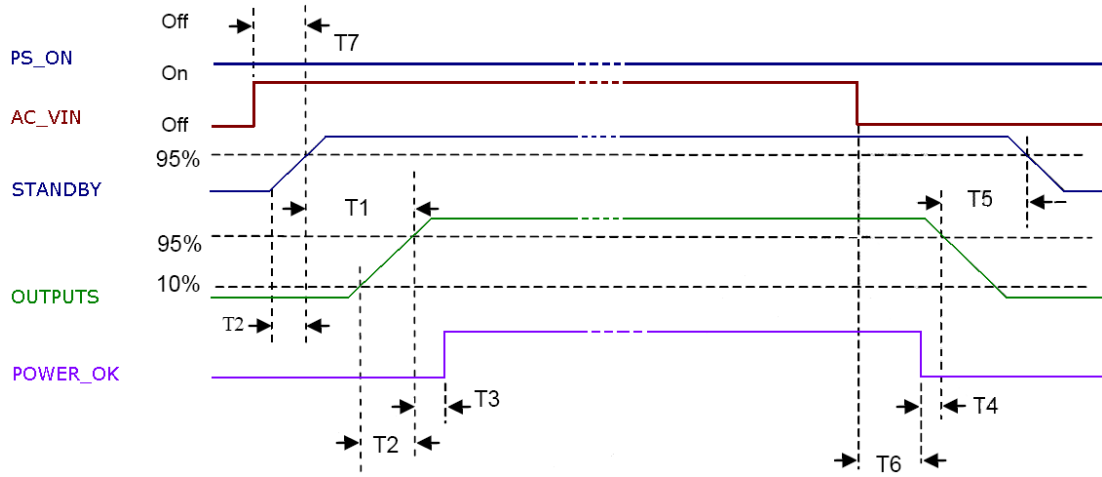 Off
T7
PS_ON
On
AC_VIN
Off
95%
STANDBY
T1
T5
95%
10%
OUTPUTS
T2
POWER_OK
T3
T4
T2
T6